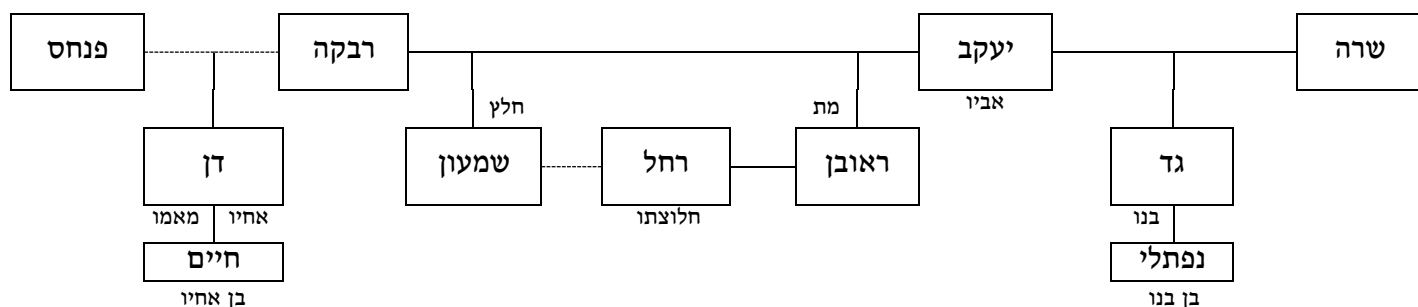 שרה
יעקב
רבקה
פנחס
אביו
מת
חלץ
גד
ראובן
רחל
שמעון
דן
חלוצתו
אחיו
מאמו
בנו
נפתלי
חיים
בן בנו
בן אחיו